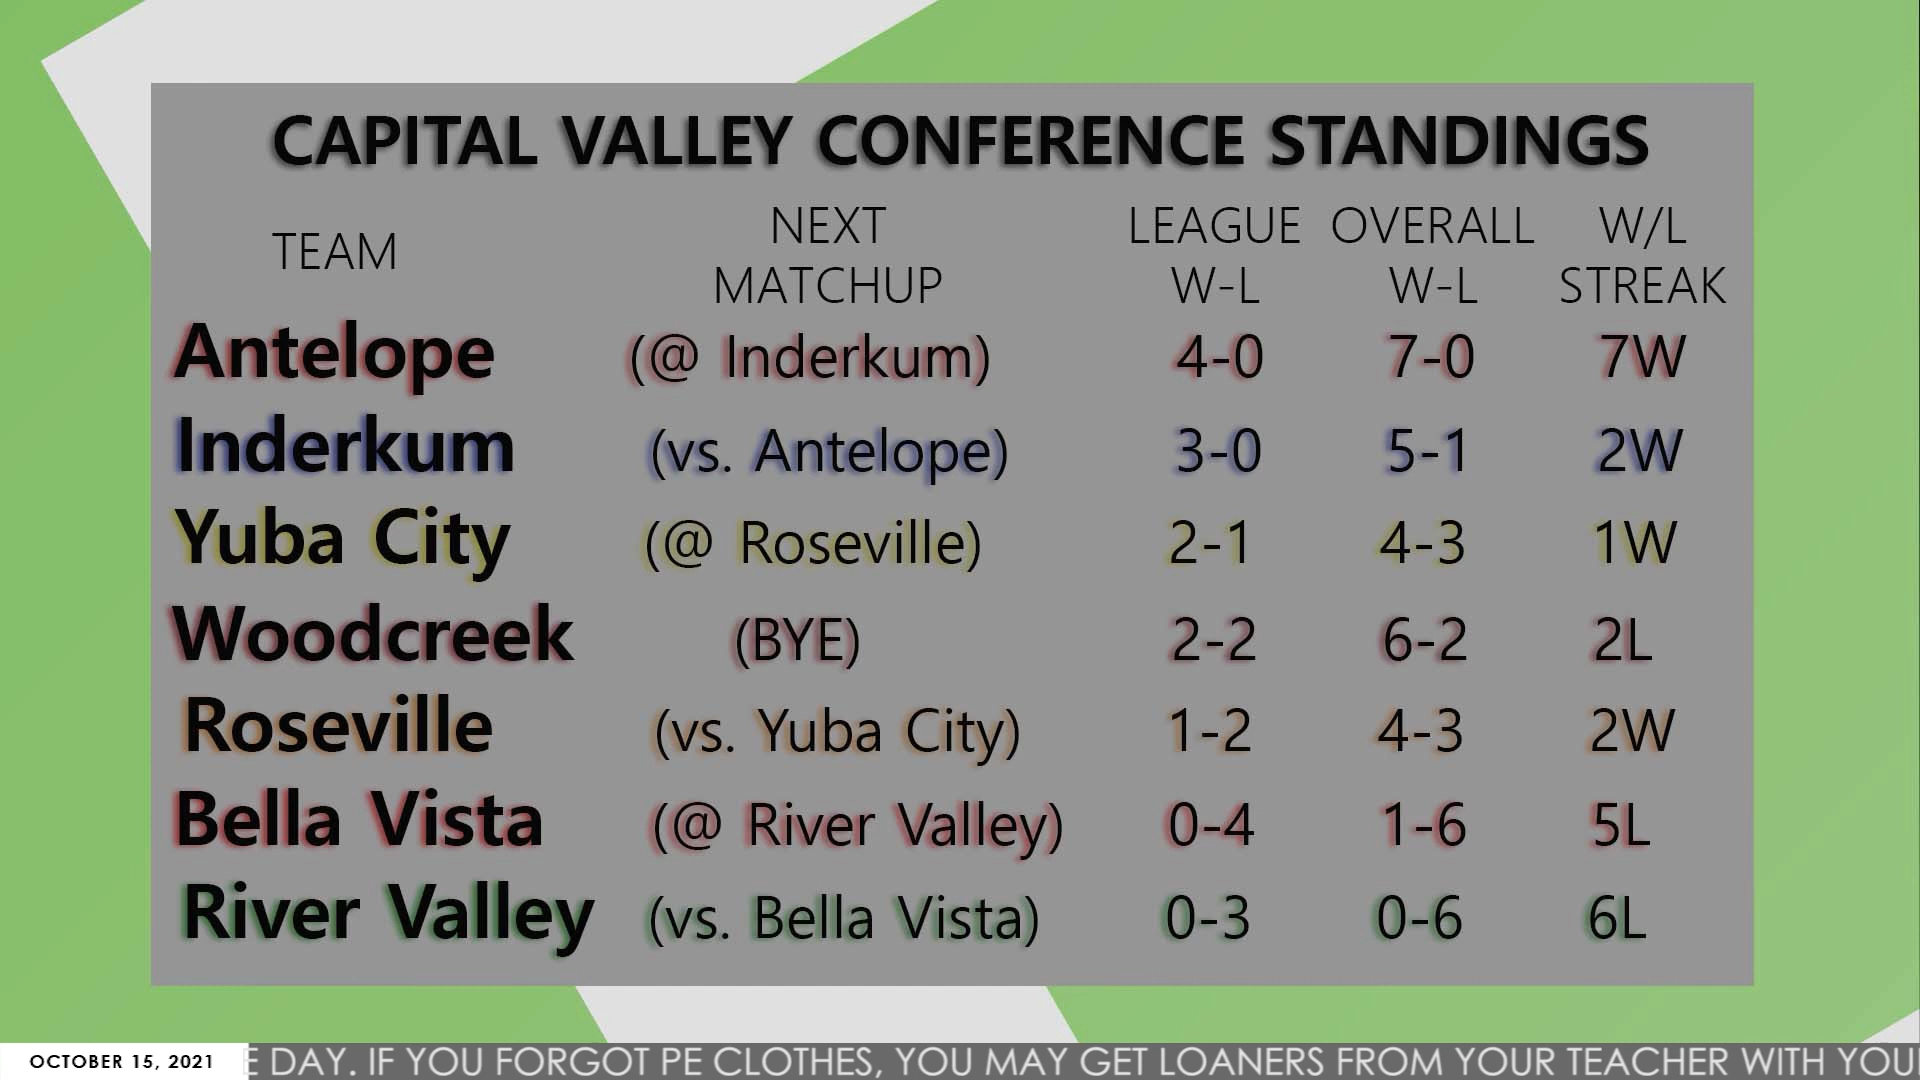 CAPITAL VALLEY CONFERENCE STANDINGS
TEAM NEXT MATCHUP LEAGUE W-L OVERALL W-L W/L STREAK
Antelope (@ Inderkum) 4-0 7-0 7W
Inderkum (vs. Antelope) 3-0 5-1 2W
Yuba City (@ Roseville) 2-1 4-3 1W
Woodcreek (BYE) 2-2 6-2 2L
Roseville (vs. Yuba City) 1-2 4-3 2W
Bella Vista (@ River Valley) 0-4 1-6 5L
River Valley (vs. Bella Vista) 0-3 0-6 6L
OCTOBER 15, 2021 E DAY. IF YOU FORGOT PE CLOTHES, YOU MAY GET LOANERS FROM YOUR TEACHER WITH YOU